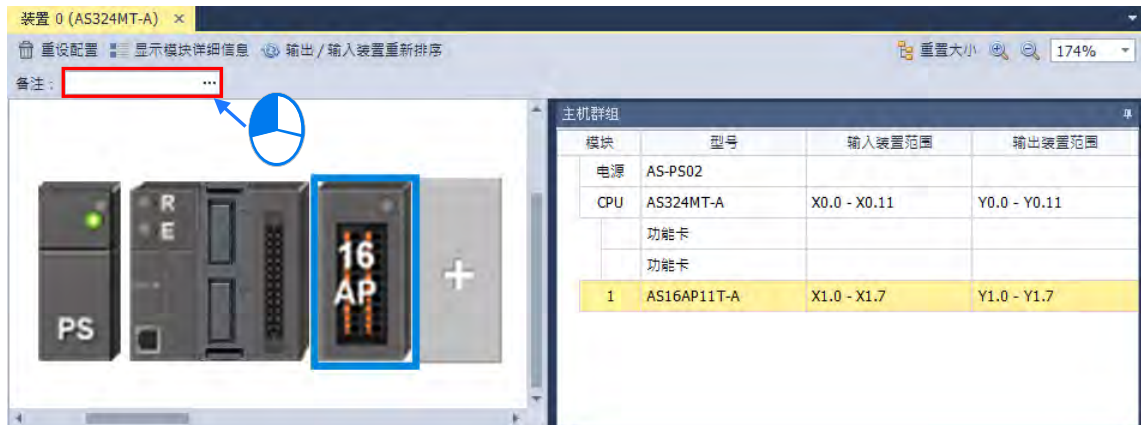 装置 0 (AS324MT-A) ×
重设配置 显示模块详细信息 输出/输入装置重新排序 重置大小 174%
备注: ...
主机群组
模块 型号 输入装置范围 输出装置范围
电源 AS-PS02
CPU AS324MT-A X0.0 - X0.11 Y0.0 - Y0.11
功能卡
功能卡
1 AS16AP11T-A X1.0 - X1.7 Y1.0 - Y1.7
R
E
16
AP
+
PS